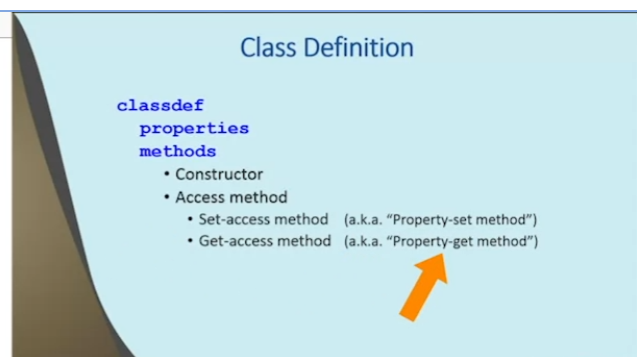 Class Definition
classdef
properties
methods
• Constructor
• Access method
• Set-access method (a.k.a. “Property-set method”)
• Get-access method (a.k.a. “Property-get method”)